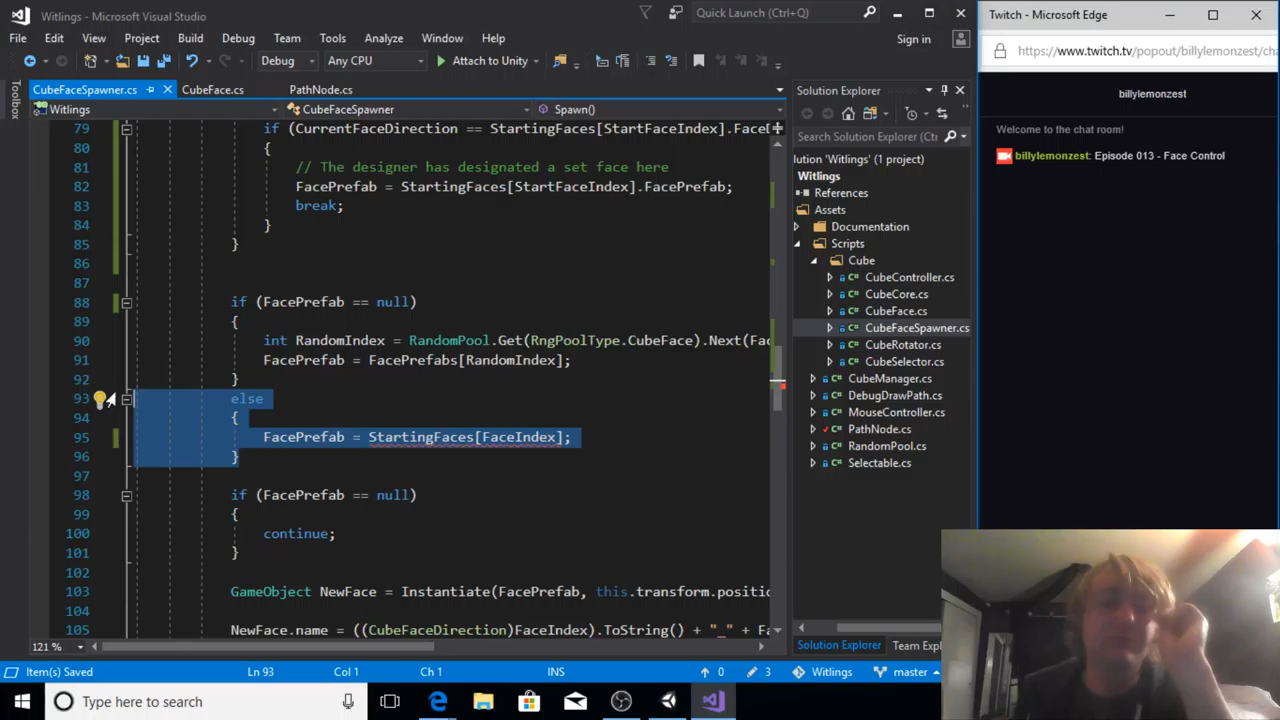 Witlings - Microsoft Visual Studio
Quick Launch (Ctrl+Q)
File Edit View Project Build Debug Team Tools Analyze Window Help
Sign in
Debug Any CPU Attach to Unity
CubeFaceSpawner.cs CubeFace.cs PathNode.cs
Toolbox
Witlings CubeFaceSpawner Spawn()
79 if (CurrentFaceDirection == StartingFaces[StartFaceIndex].FaceD
80 {
81 // The designer has designated a set face here
82 FacePrefab = StartingFaces[StartFaceIndex].FacePrefab;
83 break;
84 }
85 }
86
87
88 if (FacePrefab == null)
89 {
90 int RandomIndex = RandomPool.Get(RngPoolType.CubeFace).Next(Fac
91 FacePrefab = FacePrefabs[RandomIndex];
92 }
93 else
94 {
95 FacePrefab = StartingFaces[FaceIndex];
96 }
97
98 if (FacePrefab == null)
99 {
100 continue;
101 }
102
103 GameObject NewFace = Instantiate(FacePrefab, this.transform.positio
104
105 NewFace.name = ((CubeFaceDirection)FaceIndex).ToString() + "_" + Fa
121 %
Item(s) Saved Ln 93 Col 1 Ch 1 INS 0 3 Witlings master
Solution Explorer
Search Solution Explorer (Ctrl
lution 'Witlings' (1 project)
Witlings
References
Assets
Documentation
Scripts
Cube
CubeController.cs
CubeCore.cs
CubeFace.cs
CubeFaceSpawner.cs
CubeRotator.cs
CubeSelector.cs
CubeManager.cs
DebugDrawPath.cs
MouseController.cs
PathNode.cs
RandomPool.cs
Selectable.cs
Solution Explorer Team Expl
Twitch - Microsoft Edge
https://www.twitch.tv/popout/billylemonzest/cha
billylemonzest
Welcome to the chat room!
billylemonzest: Episode 013 - Face Control
Type here to search